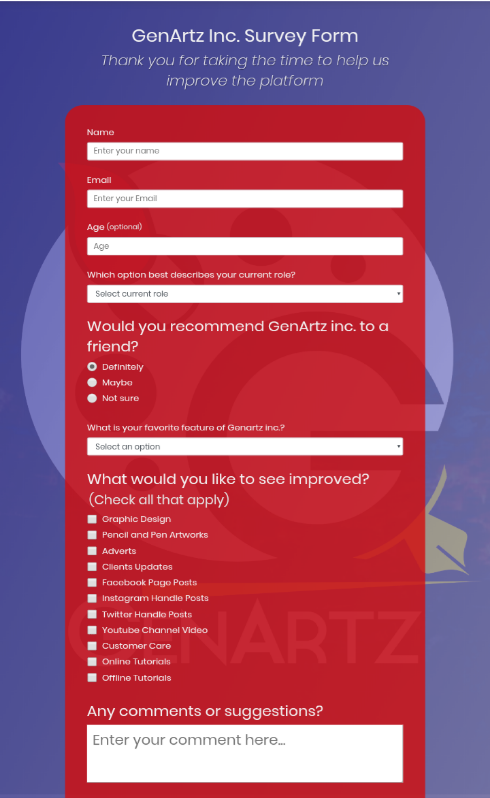 GenArtz Inc. Survey Form
Thank you for taking the time to help us
improve the platform
Name
Enter your name
Email
Enter your Email
Age (optional)
Age
Which option best describes your current role?
Select current role
Would you recommend GenArtz inc. to a
friend?
Definitely
Maybe
Not sure
What is your favorite feature of Genartz inc.?
Select an option
What would you like to see improved?
(Check all that apply)
Graphic Design
Pencil and Pen Artworks
Adverts
Clients Updates
Facebook Page Posts
Instagram Handle Posts
Twitter Handle Posts
Youtube Channel Video
Customer Care
Online Tutorials
Offline Tutorials
GENARTZ
Any comments or suggestions?
Enter your comment here...